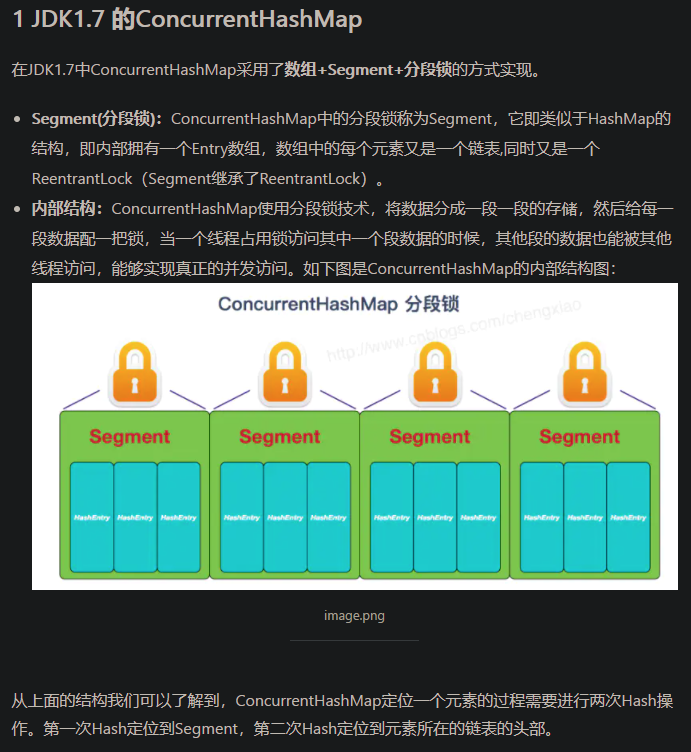 1 JDK1.7 的ConcurrentHashMap
在JDK1.7中ConcurrentHashMap采用了数组+Segment+分段锁的方式实现。
Segment(分段锁)：ConcurrentHashMap中的分段锁称为Segment，它即类似于HashMap的
结构，即内部拥有一个Entry数组，数组中的每个元素又是一个链表,同时又是一个
ReentrantLock（Segment继承了ReentrantLock）。
内部结构：ConcurrentHashMap使用分段锁技术，将数据分成一段一段的存储，然后给每一
段数据配一把锁，当一个线程占用锁访问其中一个段数据的时候，其他段的数据也能被其他
线程访问，能够实现真正的并发访问。如下图是ConcurrentHashMap的内部结构图：
ConcurrentHashMap 分段锁
http://www.cnblogs.com/chengxiao
Segment Segment Segment Segment
HashEntry HashEntry HashEntry HashEntry HashEntry HashEntry HashEntry HashEntry HashEntry HashEntry HashEntry HashEntry
image.png
从上面的结构我们可以了解到，ConcurrentHashMap定位一个元素的过程需要进行两次Hash操
作。第一次Hash定位到Segment，第二次Hash定位到元素所在的链表的头部。